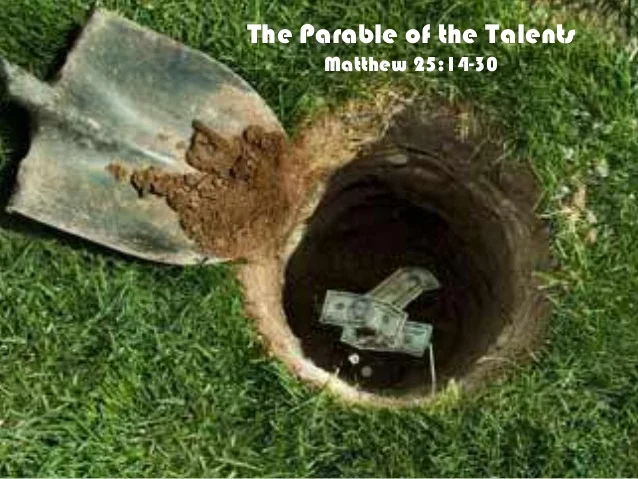 The Parable of the Talents
Matthew 25:14-30